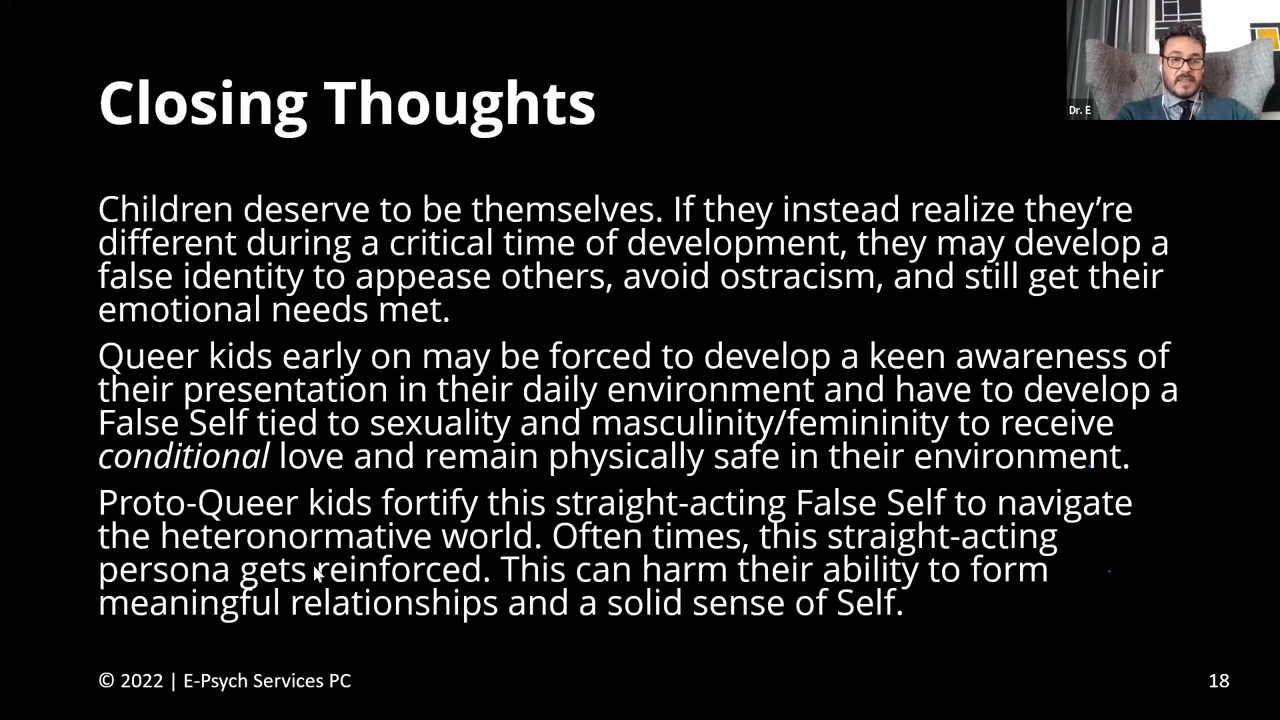 Dr. E
Closing Thoughts
Children deserve to be themselves. If they instead realize they’re
different during a critical time of development, they may develop a
false identity to appease others, avoid ostracism, and still get their
emotional needs met.
Queer kids early on may be forced to develop a keen awareness of
their presentation in their daily environment and have to develop a
False Self tied to sexuality and masculinity/femininity to receive
conditional love and remain physically safe in their environment.
Proto-Queer kids fortify this straight-acting False Self to navigate
the heteronormative world. Often times, this straight-acting
persona gets reinforced. This can harm their ability to form
meaningful relationships and a solid sense of Self.
© 2022 | E-Psych Services PC
18